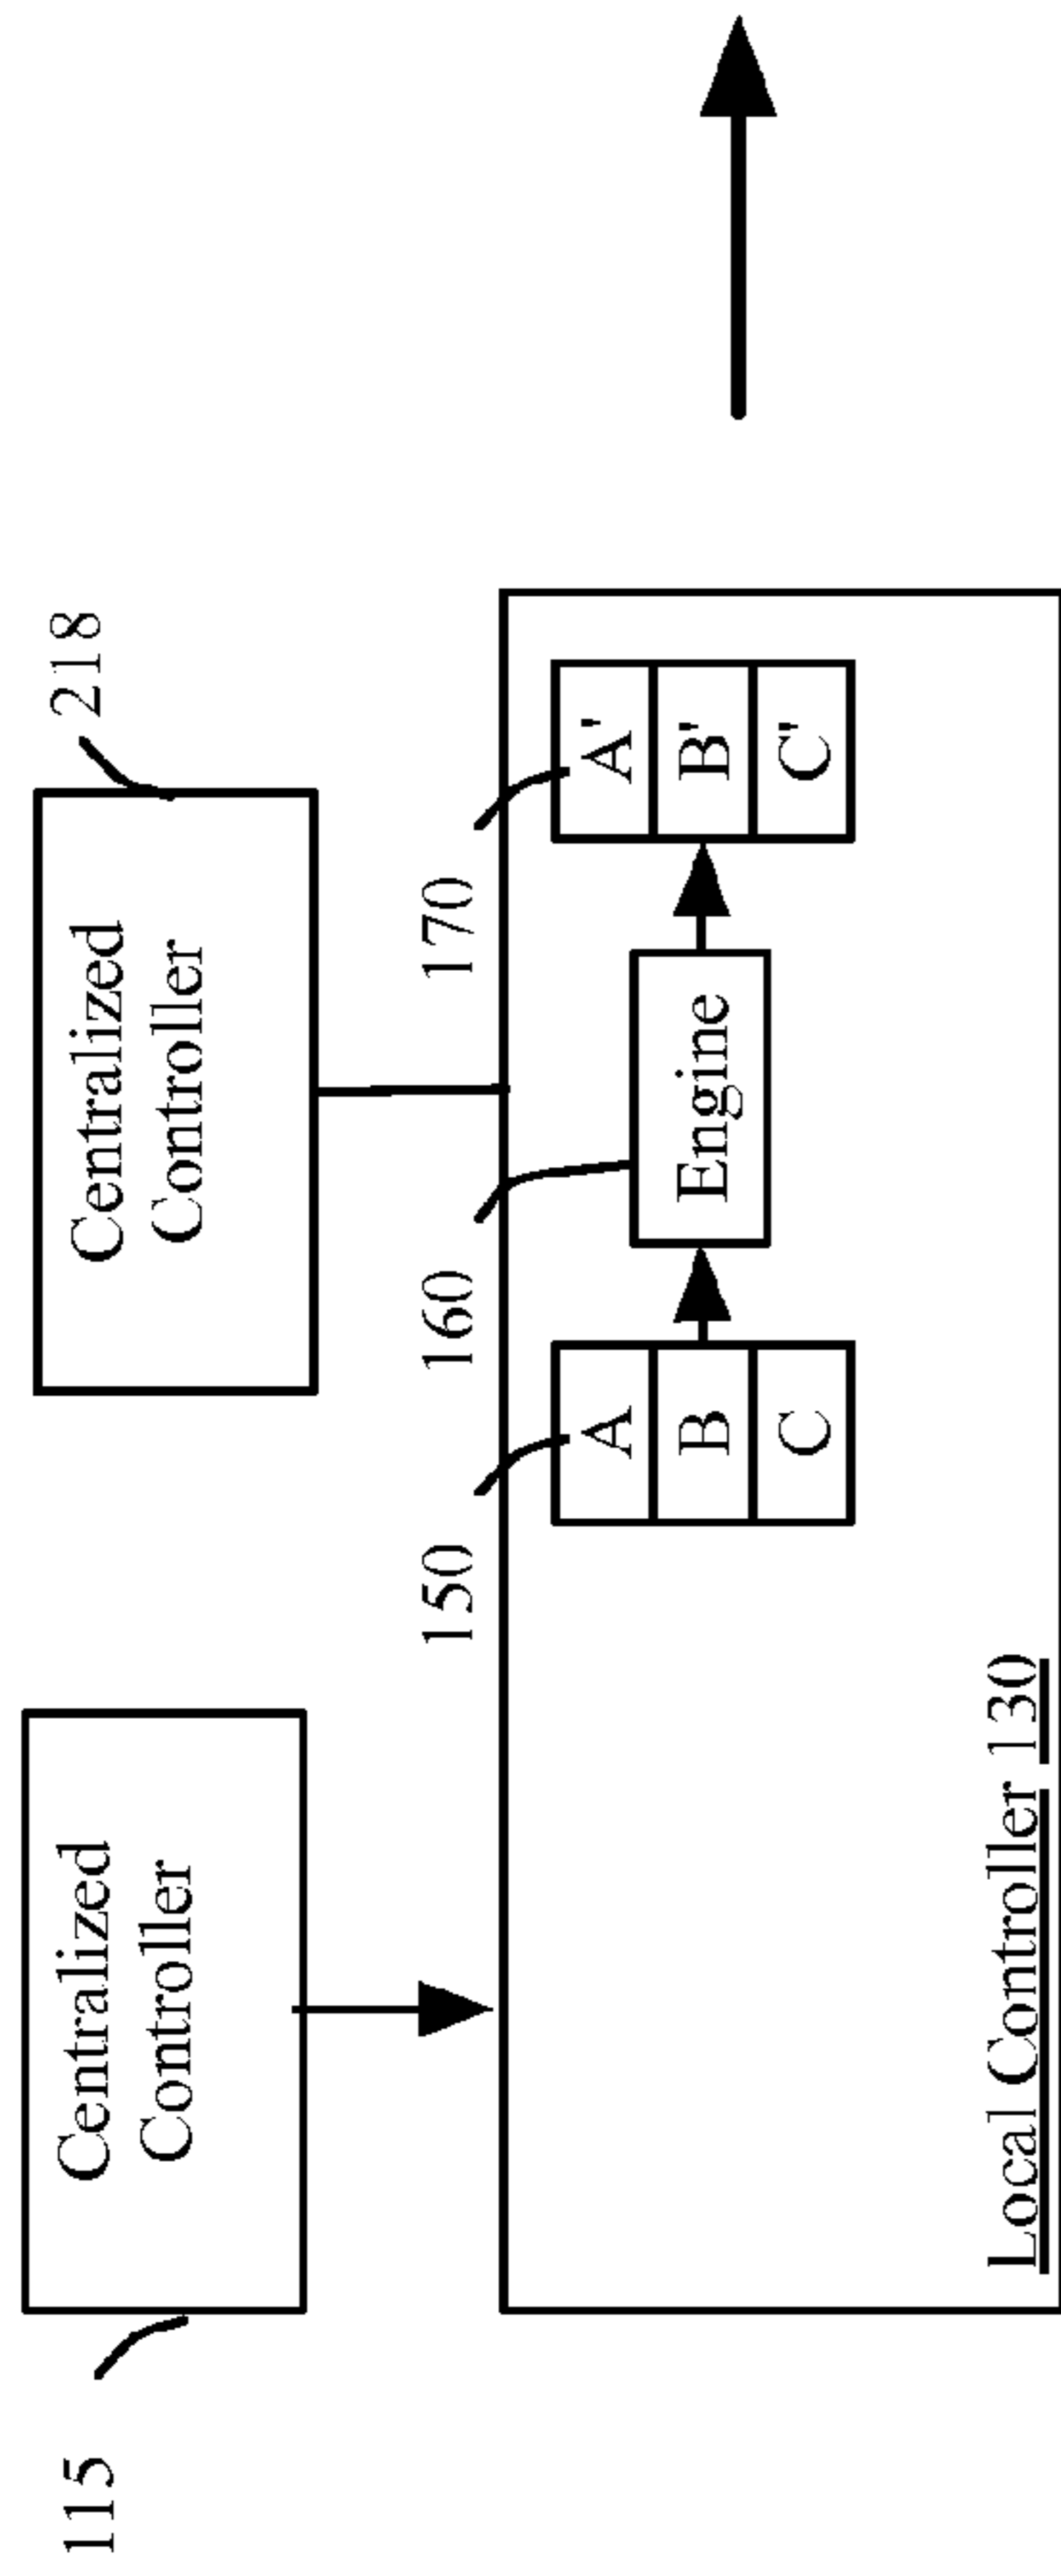 115
Centralized
Controller
Centralized
Controller
218
150
160
170
A
B
C
Engine
A'
B'
C'
Local Controller 130